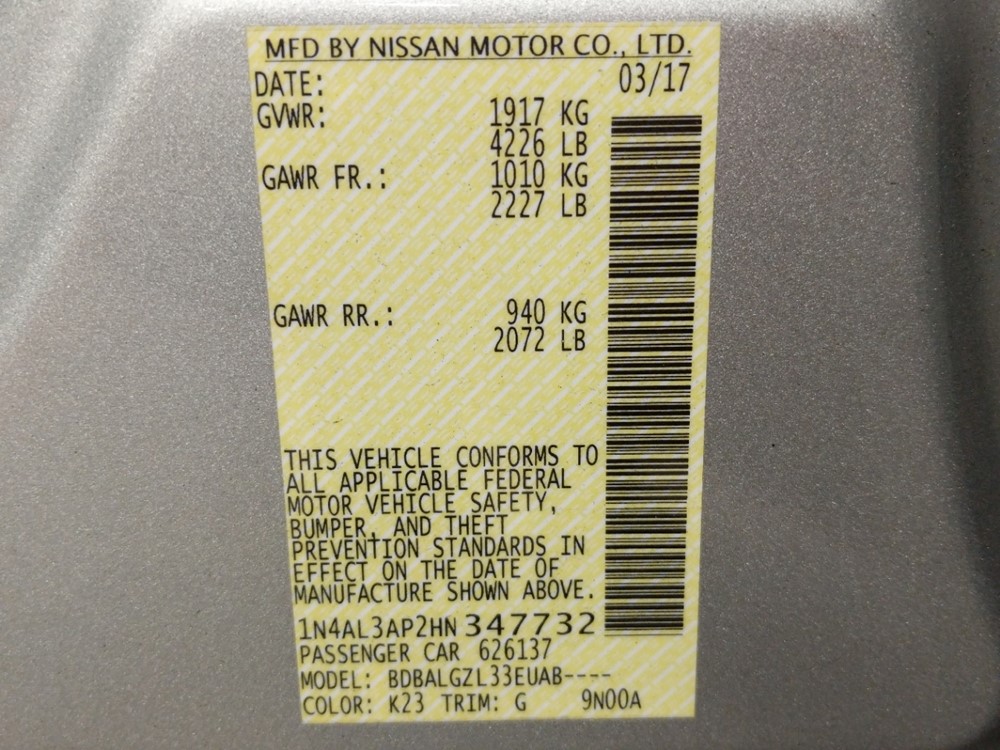 MFD BY NISSAN MOTOR CO., LTD.
DATE: 03/17
GVWR: 1917 KG
4226 LB
GAWR FR.: 1010 KG
2227 LB
GAWR RR.: 940 KG
2072 LB
THIS VEHICLE CONFORMS TO
ALL APPLICABLE FEDERAL
MOTOR VEHICLE SAFETY,
BUMPER, AND THEFT
PREVENTION STANDARDS IN
EFFECT ON THE DATE OF
MANUFACTURE SHOWN ABOVE.
1N4AL3AP2HN347732
PASSENGER CAR 626137
MODEL: BDBALGZL33EUAB----
COLOR: K23 TRIM: G 9N00A